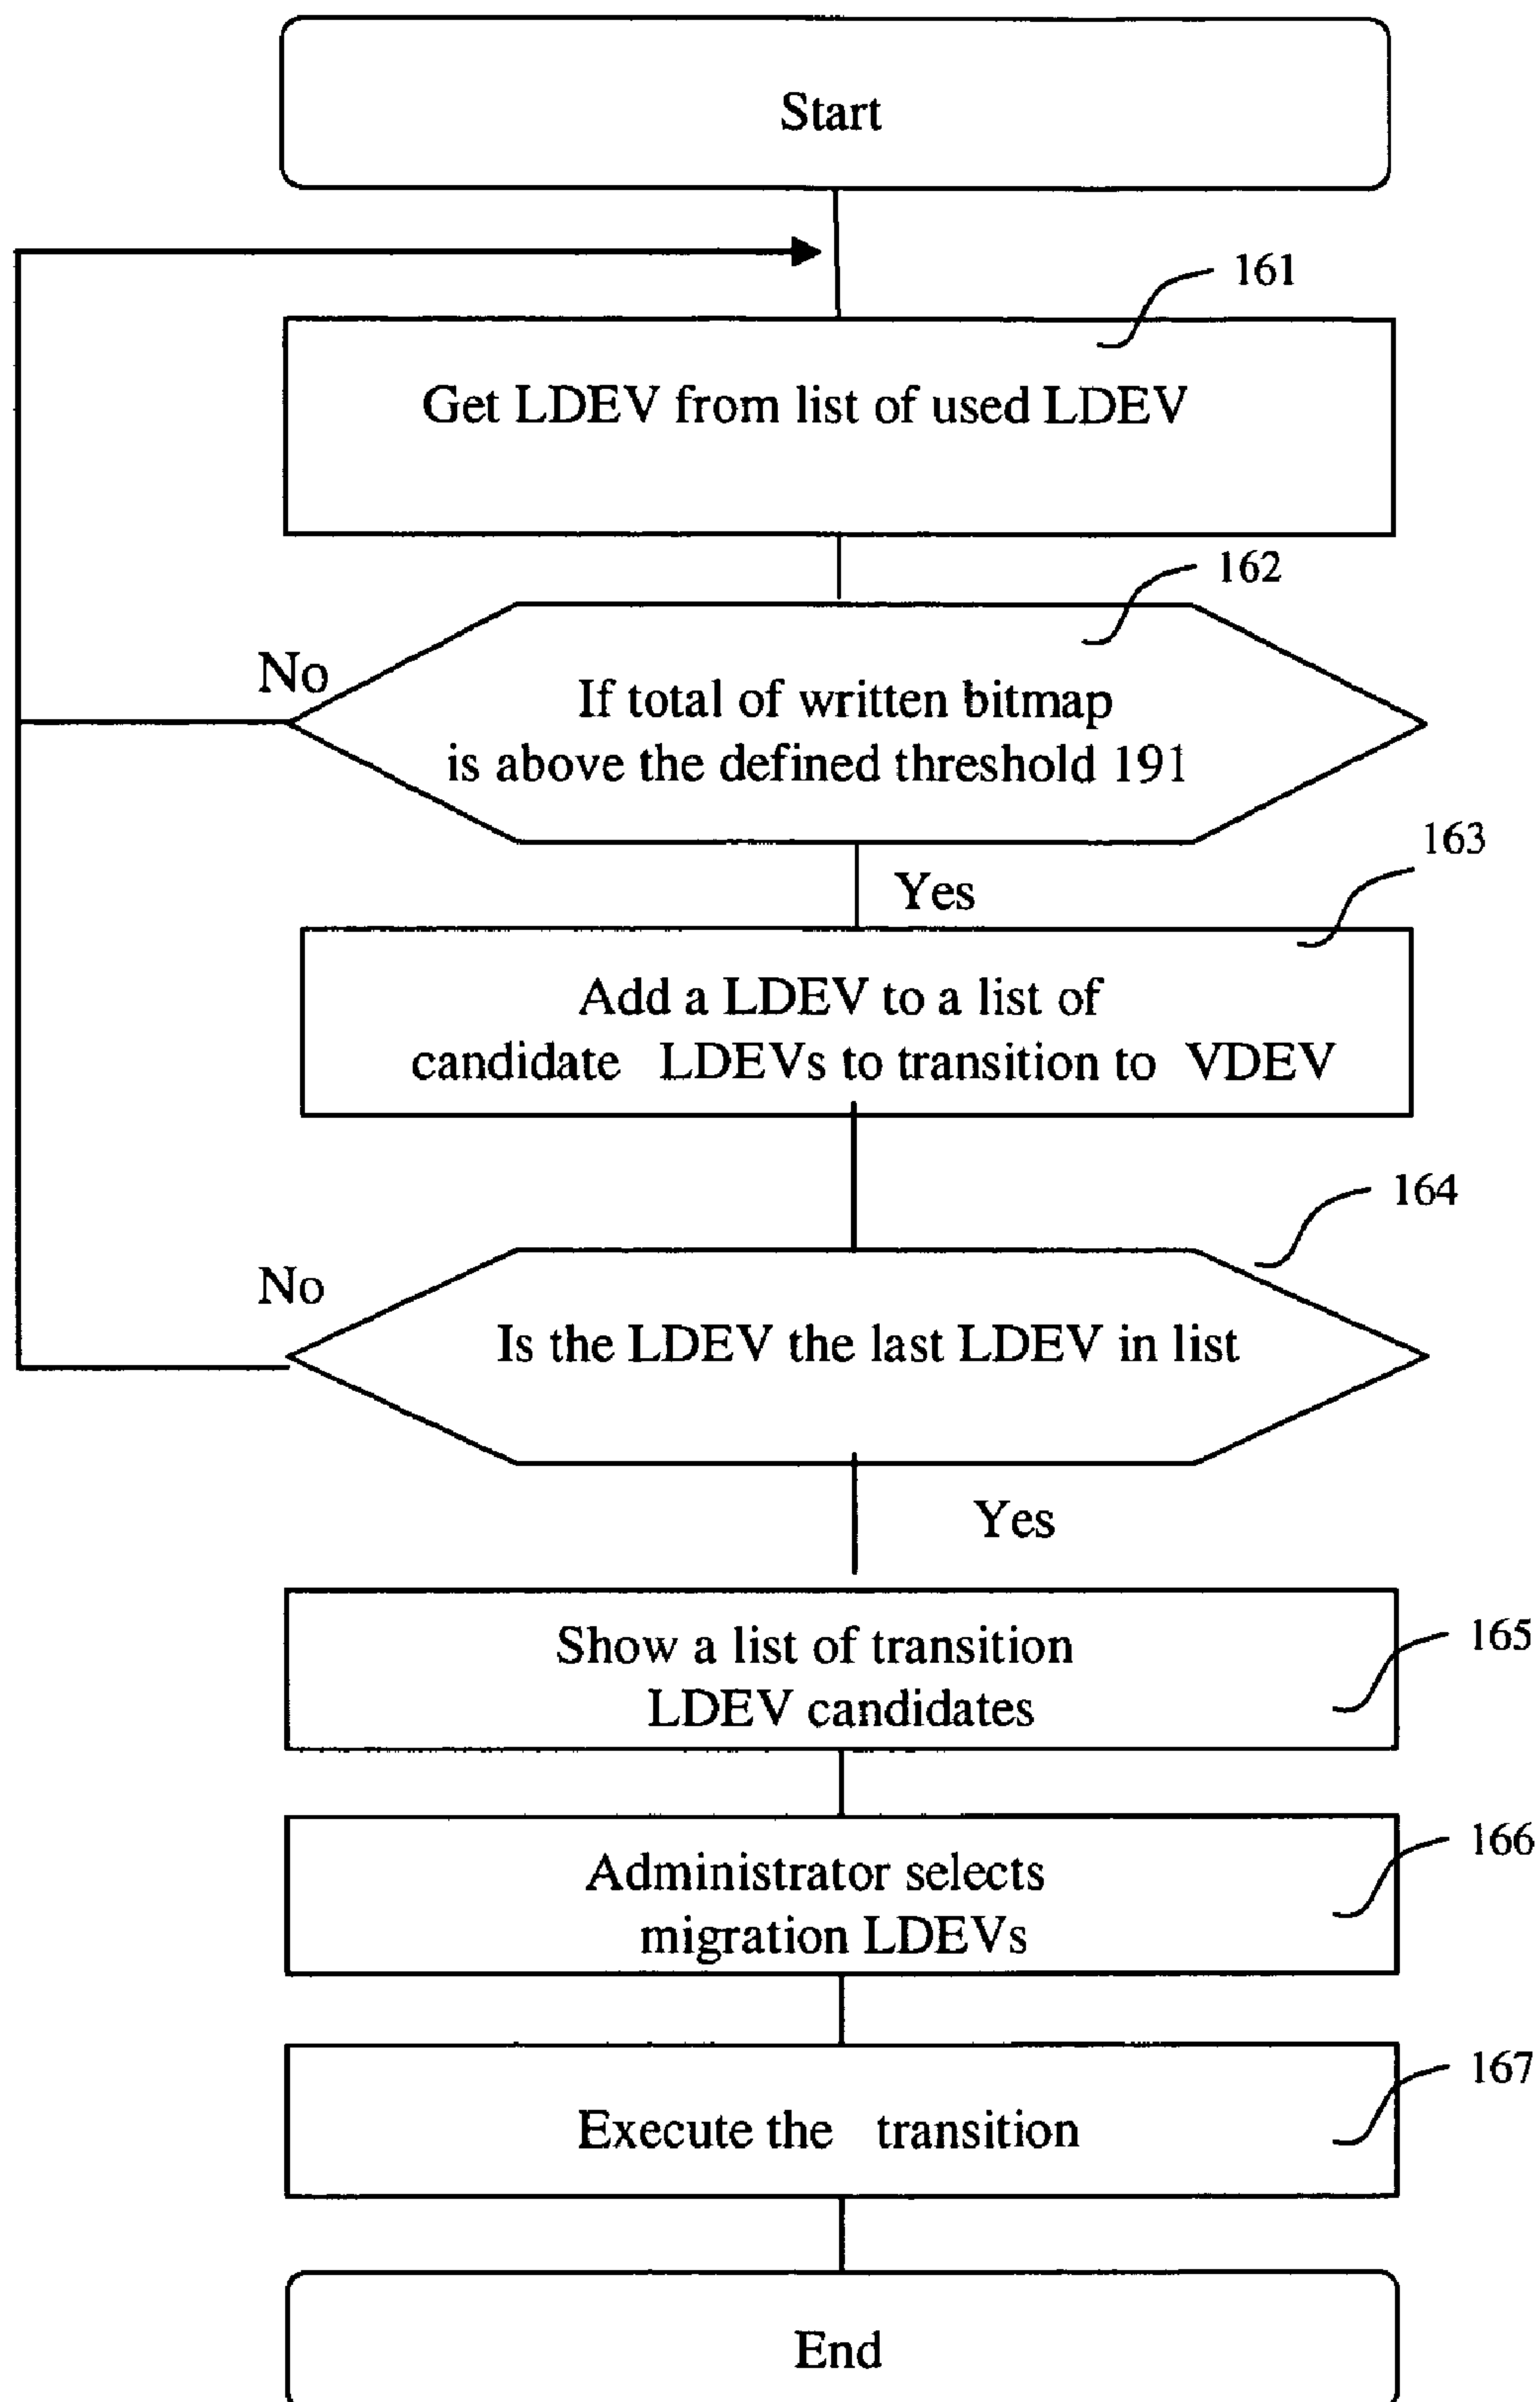 Start
161
Get LDEV from list of used LDEV
162
No
If total of written bitmap
is above the defined threshold 191
163
Yes
Add a LDEV to a list of
candidate LDEVs to transition to VDEV
164
No
Is the LDEV the last LDEV in list
Yes
Show a list of transition
LDEV candidates
165
Administrator selects
migration LDEVs
166
Execute the transition
167
End